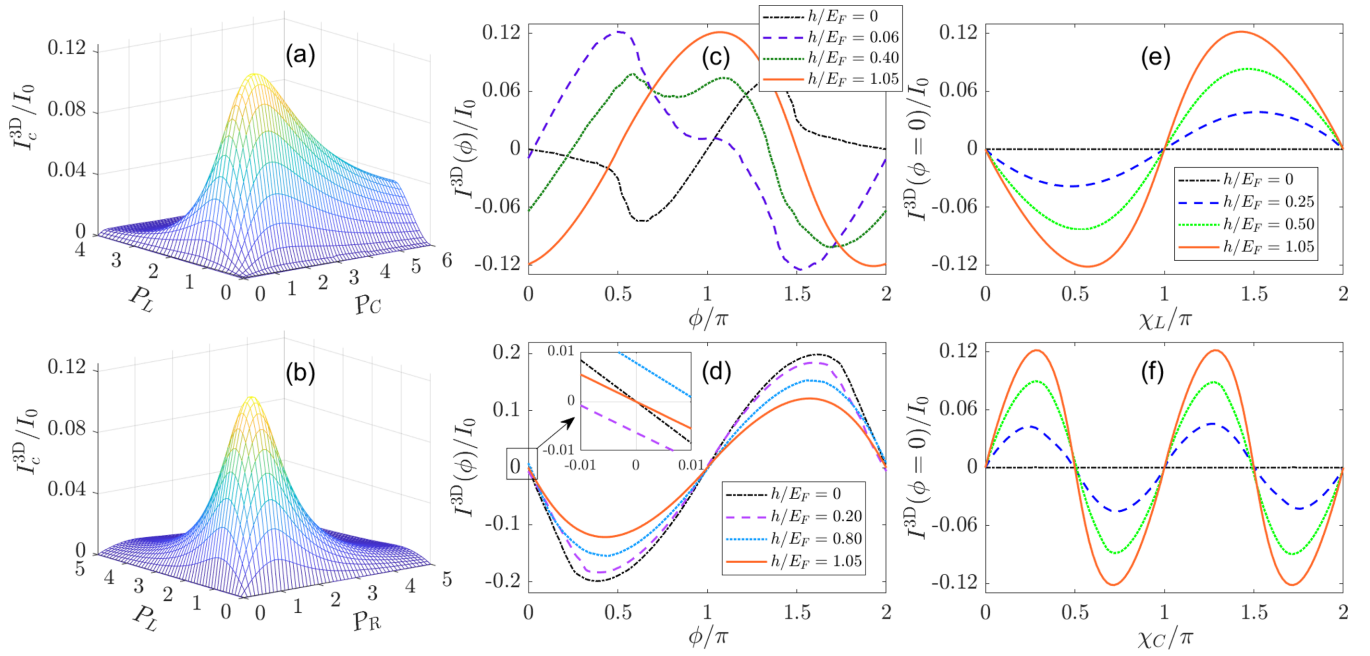 (a)
I_c^{3D}/I_0
0.12
0.08
0.04
0
4
3
2
1
0
P_L
0
1
2
3
4
5
6
P_C
(b)
I_c^{3D}/I_0
0.12
0.08
0.04
0
5
4
3
2
1
0
P_L
0
1
2
3
4
5
P_R
(c)
I^{3D}(ϕ)/I_0
0.12
0.06
0
-0.06
-0.12
0
0.5
1
1.5
2
ϕ/π
h/E_F = 0
h/E_F = 0.06
h/E_F = 0.40
h/E_F = 1.05
(d)
I^{3D}(ϕ)/I_0
0.2
0.1
0
-0.1
-0.2
0
0.5
1
1.5
2
ϕ/π
0.01
0
-0.01
-0.01
0
0.01
h/E_F = 0
h/E_F = 0.20
h/E_F = 0.80
h/E_F = 1.05
(e)
I^{3D}(ϕ = 0)/I_0
0.12
0.06
0
-0.06
-0.12
0
0.5
1
1.5
2
χ_L/π
h/E_F = 0
h/E_F = 0.25
h/E_F = 0.50
h/E_F = 1.05
(f)
I^{3D}(ϕ = 0)/I_0
0.12
0.06
0
-0.06
-0.12
0
0.5
1
1.5
2
χ_C/π